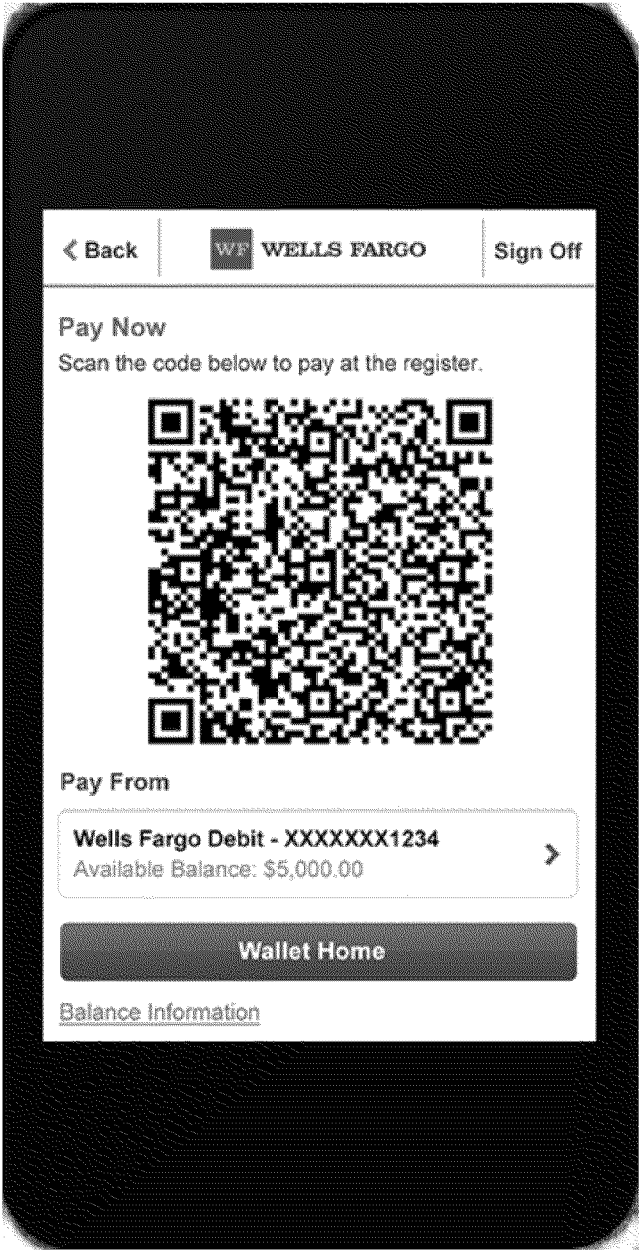 Back
WF WELLS FARGO
Sign Off
Pay Now
Scan the code below to pay at the register.
Pay From
Wells Fargo Debit - XXXXXXX1234
Available Balance: $5,000.00
Wallet Home
Balance Information